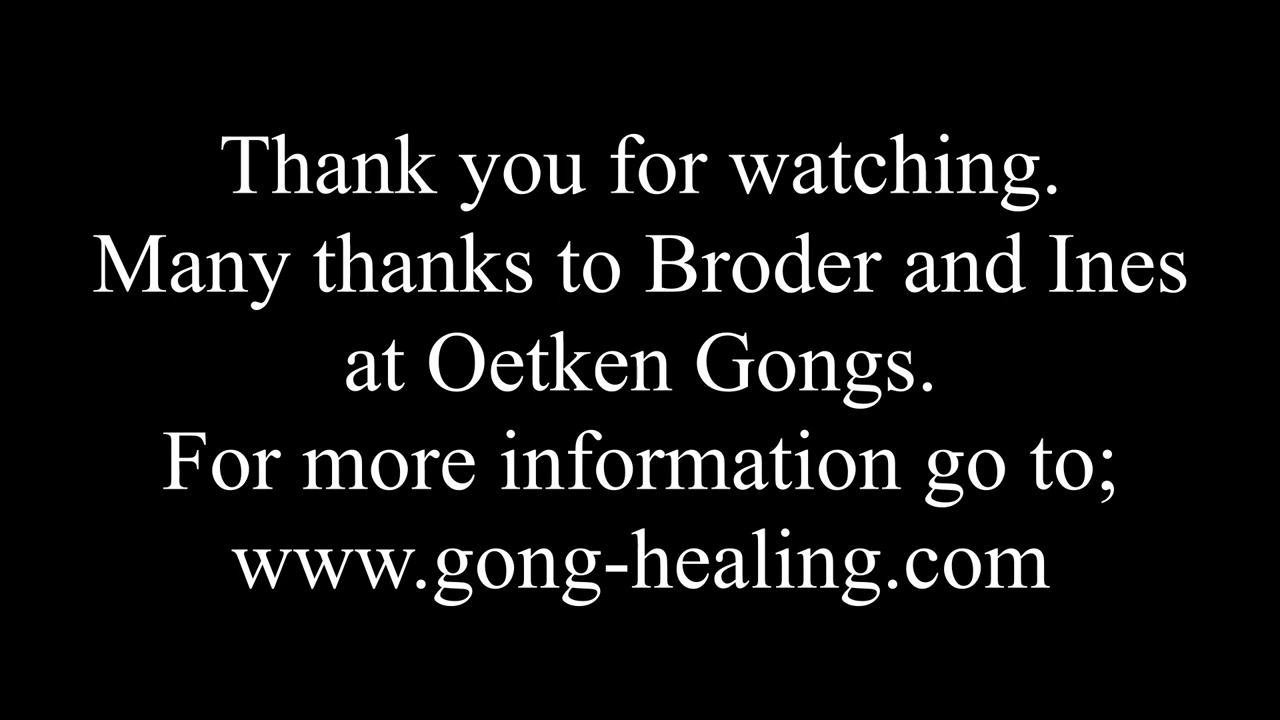 Thank you for watching.
Many thanks to Broder and Ines
at Oetken Gongs.
For more information go to;
www.gong-healing.com